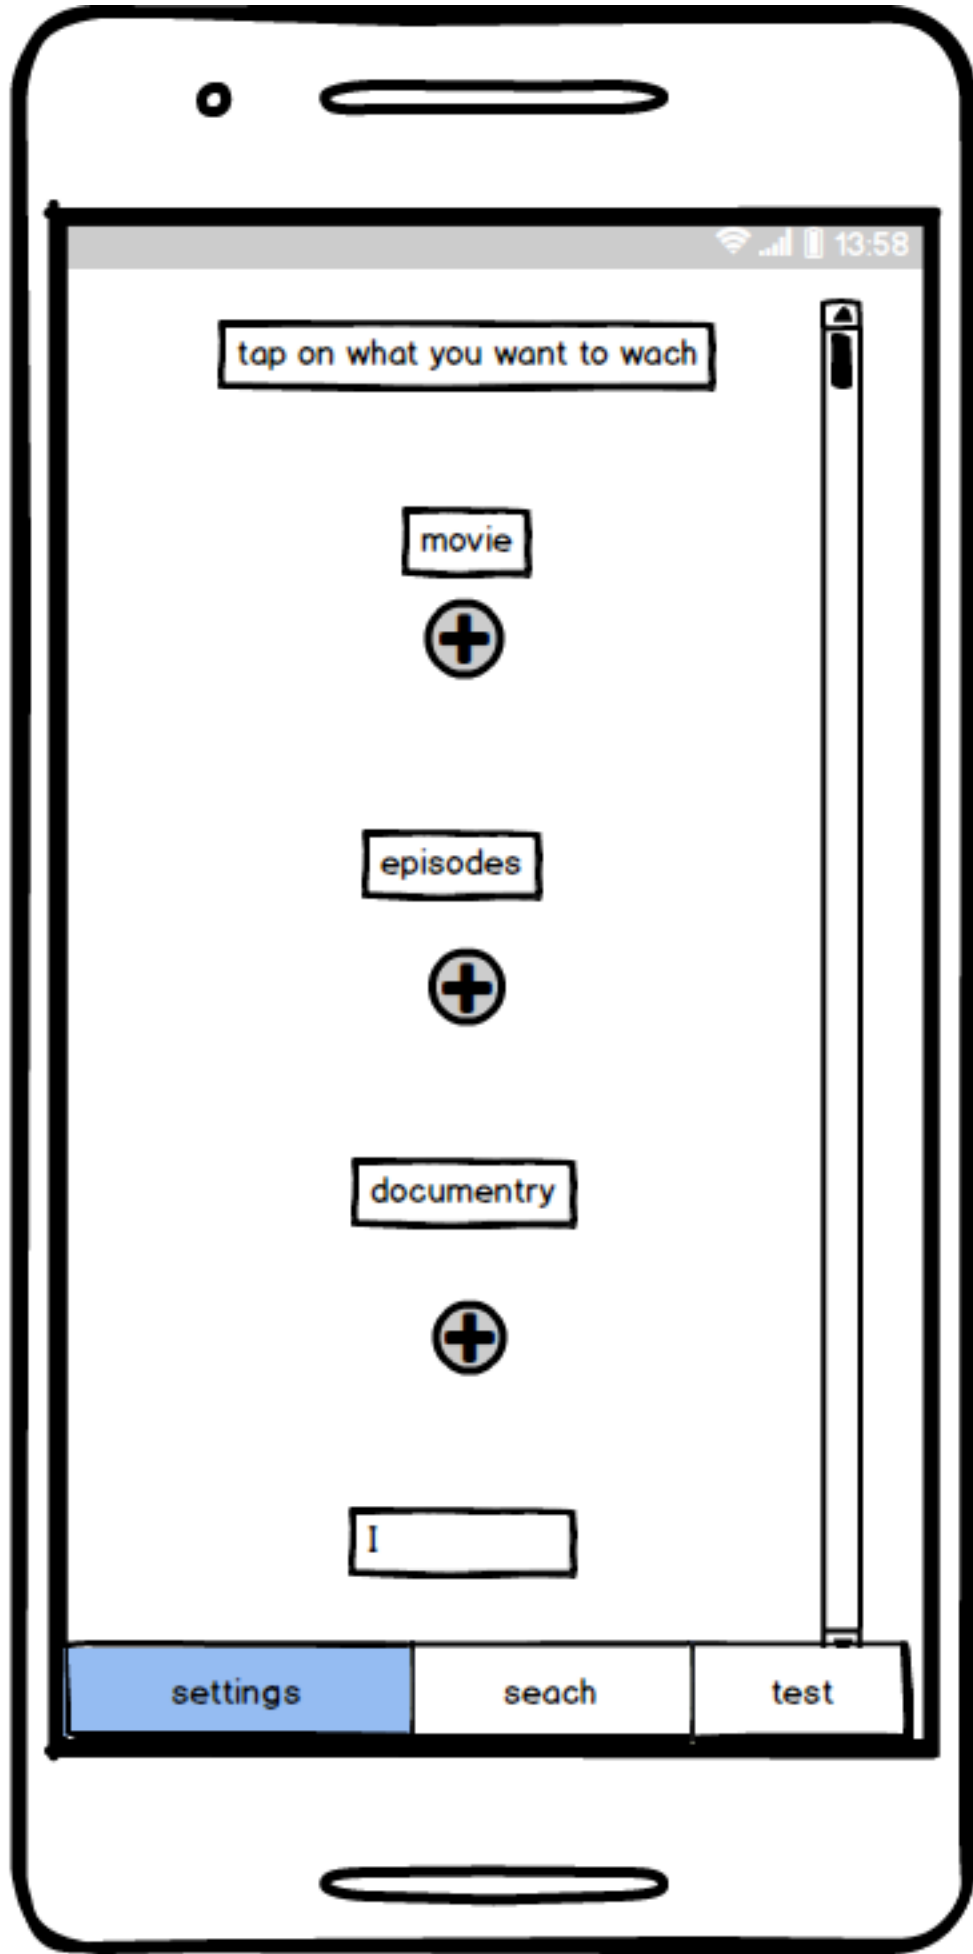 13:58
tap on what you want to wach
movie
episodes
documentry
I
settings
seach
test